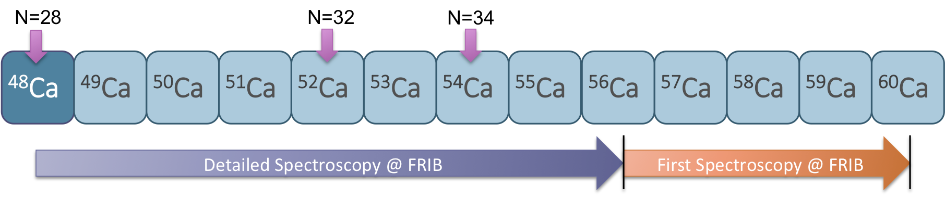 N=28 N=32 N=34
⁴⁸Ca ⁴⁹Ca ⁵⁰Ca ⁵¹Ca ⁵²Ca ⁵³Ca ⁵⁴Ca ⁵⁵Ca ⁵⁶Ca ⁵⁷Ca ⁵⁸Ca ⁵⁹Ca ⁶⁰Ca
Detailed Spectroscopy @ FRIB First Spectroscopy @ FRIB